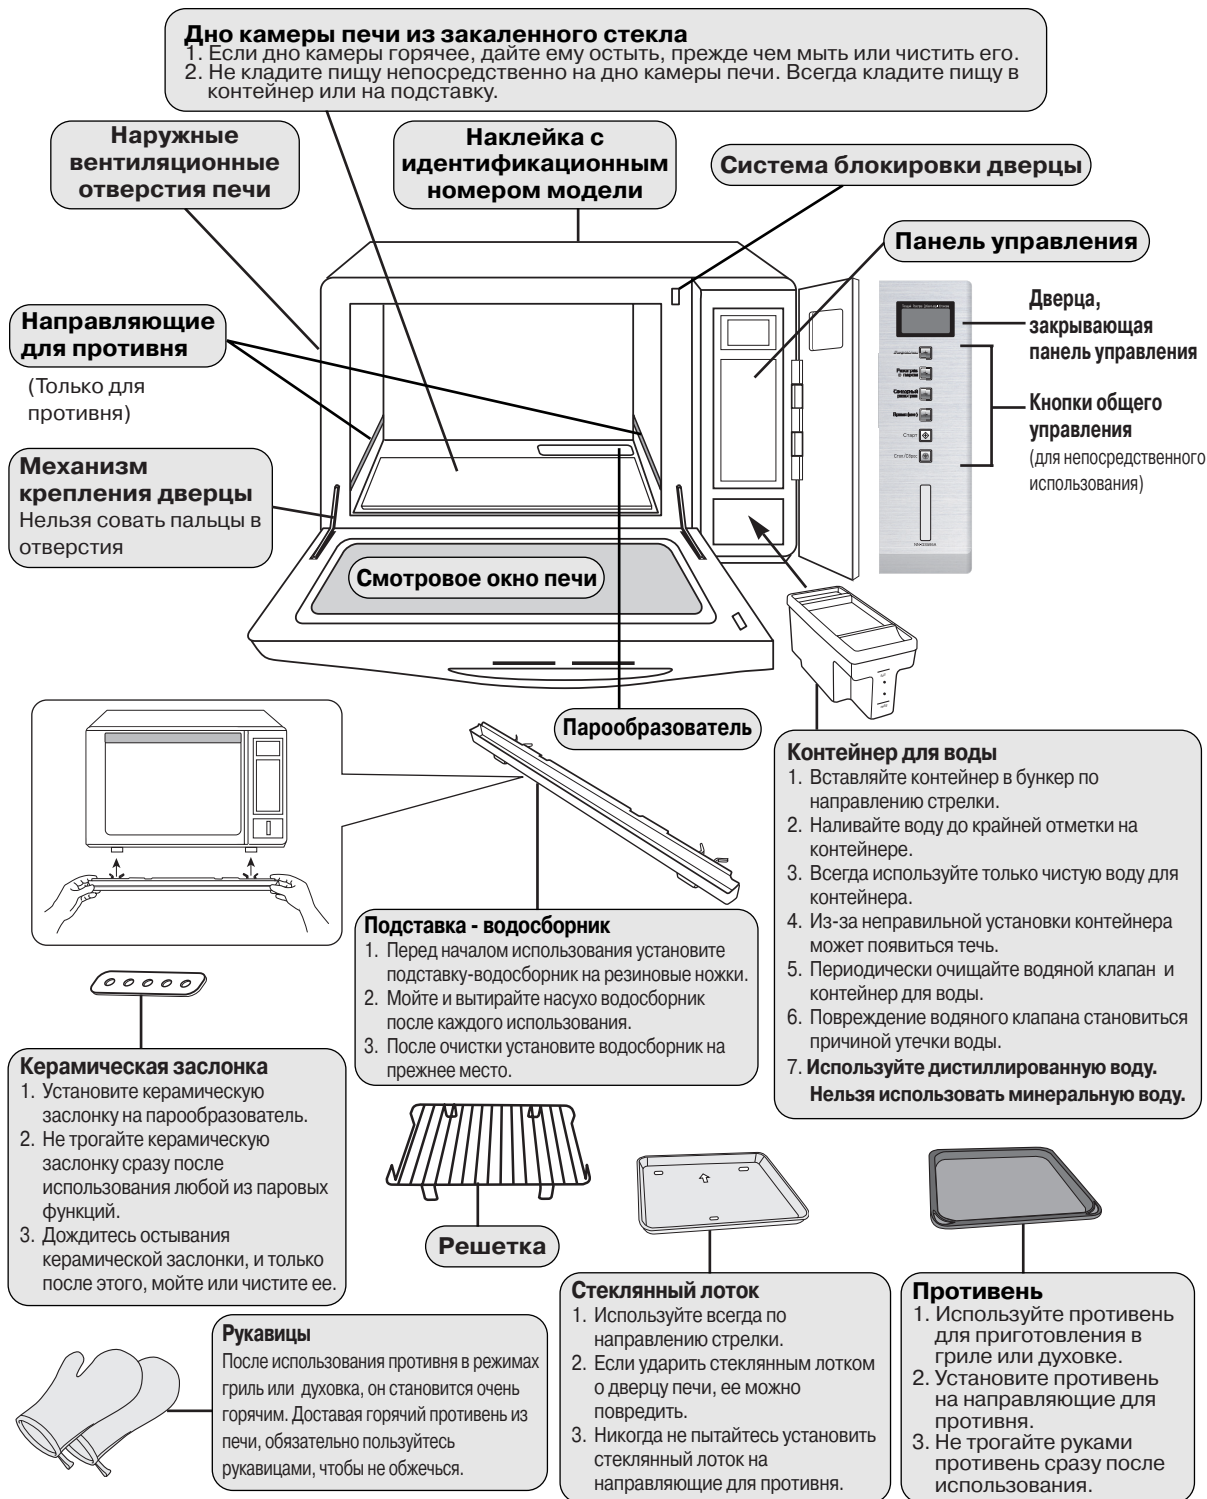 Дно камеры печи из закаленного стекла
1. Если дно камеры горячее, дайте ему остыть, прежде чем мыть или чистить его.
2. Не кладите пищу непосредственно на дно камеры печи. Всегда кладите пищу в
контейнер или на подставку.
Наружные
вентиляционные
отверстия печи
Наклейка с
идентификационным
номером модели
Система блокировки дверцы
Панель управления
Направляющие
для противня
(Только для
противня)
Дверца,
закрывающая
панель управления
Кнопки общего
управления
(для непосредственного
использования)
Старт
Механизм
крепления дверцы
Нельзя совать пальцы в
отверстия
Смотровое окно печи
Парообразователь
Контейнер для воды
1. Вставляйте контейнер в бункер по
направлению стрелки.
2. Наливайте воду до крайней отметки на
контейнере.
3. Всегда используйте только чистую воду для
контейнера.
4. Из-за неправильной установки контейнера
может появиться течь.
5. Периодически очищайте водяной клапан и
контейнер для воды.
6. Повреждение водяного клапана становиться
причиной утечки воды.
7. Используйте дистиллированную воду.
Нельзя использовать минеральную воду.
Подставка - водосборник
1. Перед началом использования установите
подставку-водосборник на резиновые ножки.
2. Мойте и вытирайте насухо водосборник
после каждого использования.
3. После очистки установите водосборник на
прежнее место.
Керамическая заслонка
1. Установите керамическую
заслонку на парообразователь.
2. Не трогайте керамическую
заслонку сразу после
использования любой из паровых
функций.
3. Дождитесь остывания
керамической заслонки, и только
после этого, мойте или чистите ее.
Решетка
Стеклянный лоток
1. Используйте всегда по
направлению стрелки.
2. Если ударить стеклянным лотком
о дверцу печи, ее можно
повредить.
3. Никогда не пытайтесь установить
стеклянный лоток на
направляющие для противня.
Противень
1. Используйте противень
для приготовления в
гриле или духовке.
2. Установите противень
на направляющие для
противня.
3. Не трогайте руками
противень сразу после
использования.
Рукавицы
После использования противня в режимах
гриль или духовка, он становится очень
горячим. Доставая горячий противень из
печи, обязательно пользуйтесь
рукавицами, чтобы не обжечься.